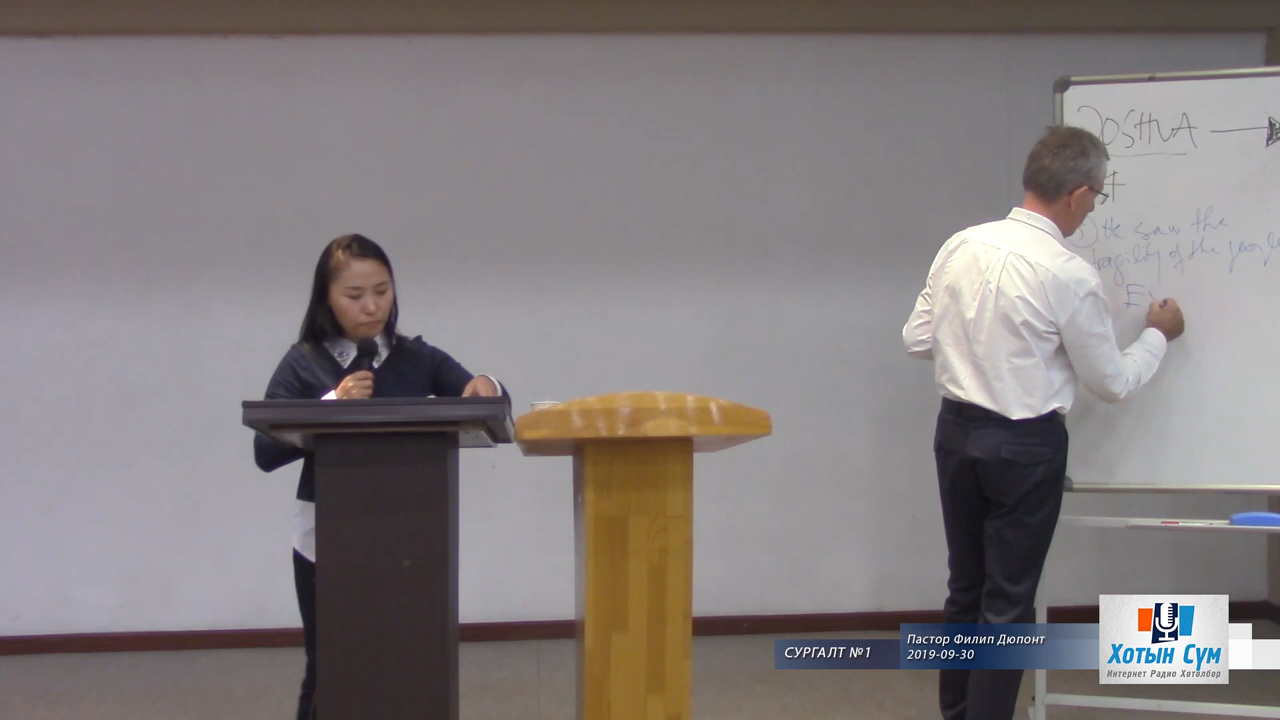 JOSHUA
He saw the
fragility of the people
СУРГАЛТ №1
Пастор Филип Дюпонт
2019-09-30
Хотын Сүм
Интернет Радио Хөтөлбөр